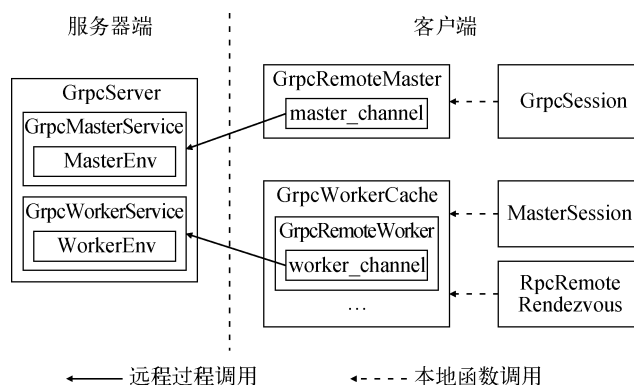 服务器端
客户端
GrpcServer
GrpcMasterService
MasterEnv
GrpcWorkerService
WorkerEnv
GrpcRemoteMaster
master_channel
GrpcSession
GrpcWorkerCache
GrpcRemoteWorker
worker_channel
...
MasterSession
RpcRemote
Rendezvous
远程过程调用
本地函数调用